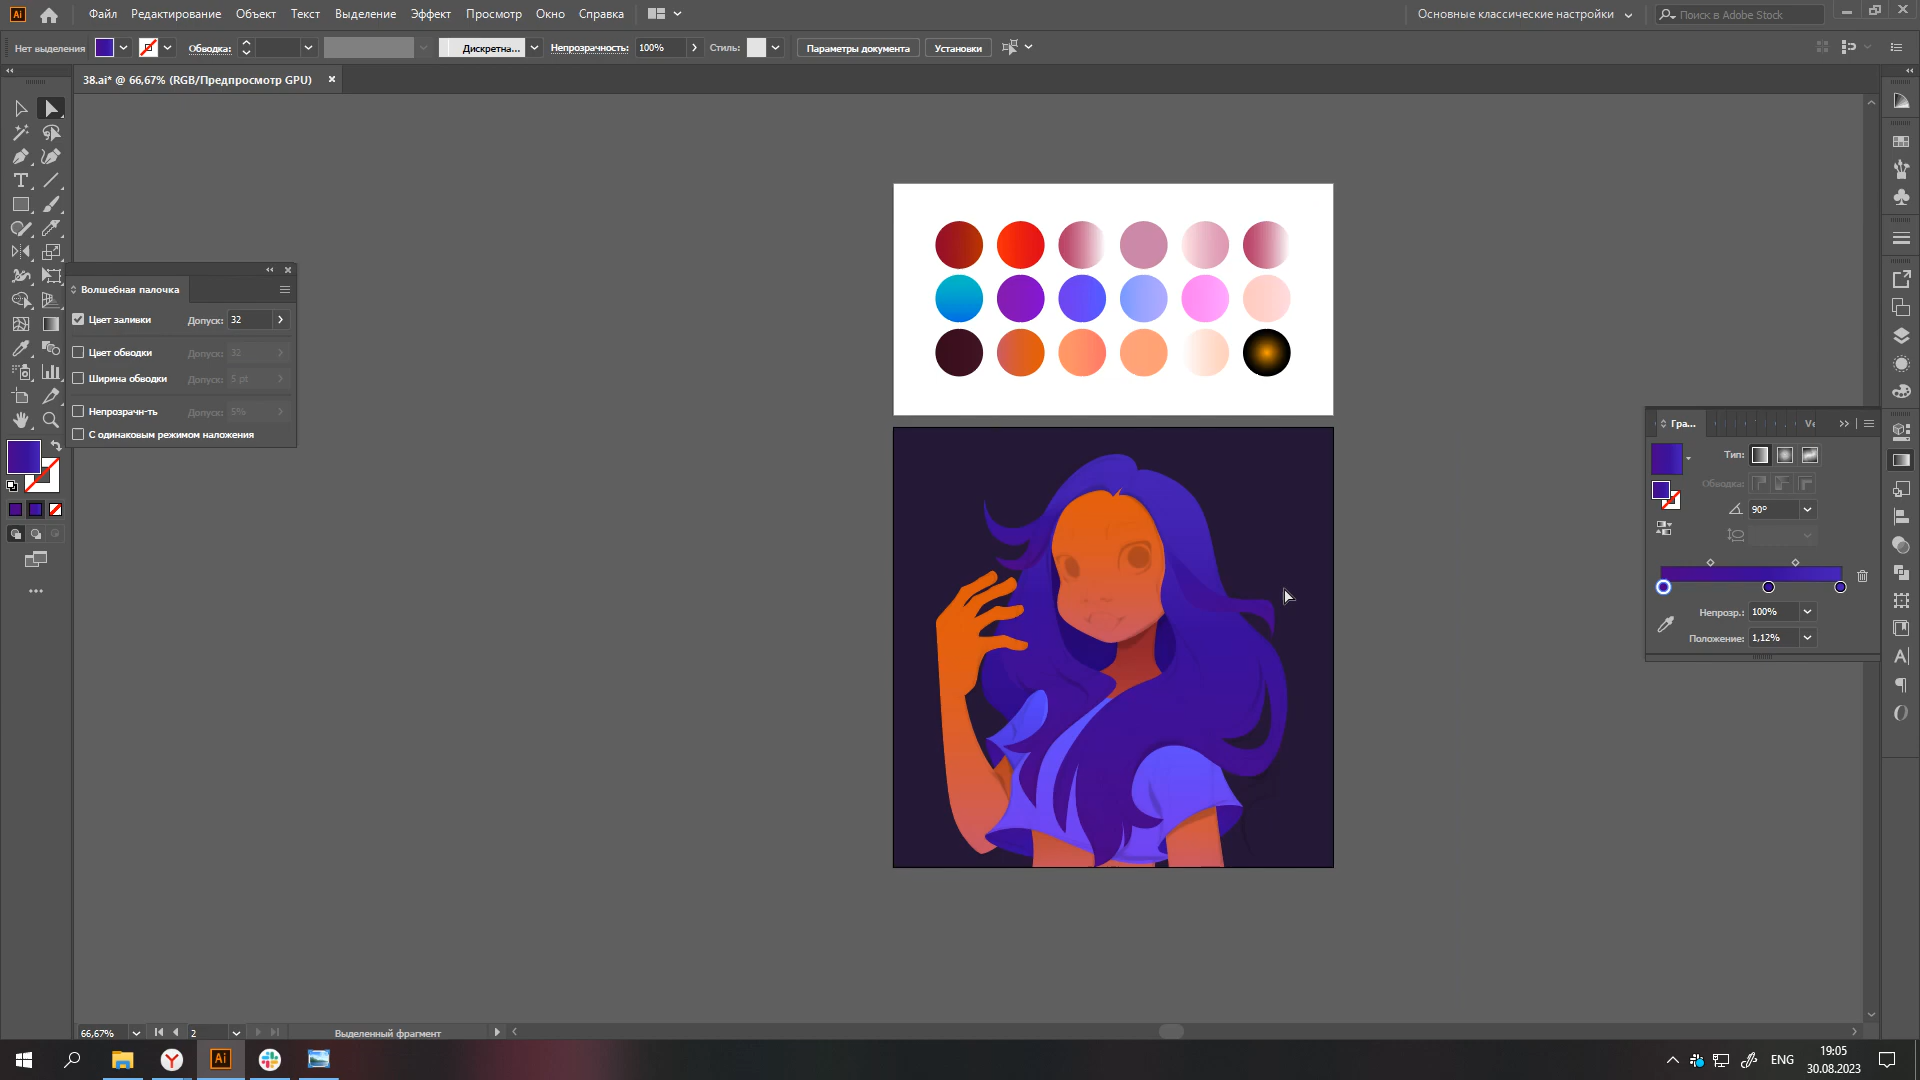 Ai Файл Редактирование Объект Текст Выделение Эффект Просмотр Окно Справка Основные классические настройки Поиск в Adobe Stock
Нет выделения Обводка: Дискретна... Непрозрачность: 100% Стиль: Параметры документа Установки
38.ai* @ 66,67% (RGB/Предпросмотр GPU)
Волшебная палочка
Цвет заливки Допуск: 32
Цвет обводки Допуск: 32
Ширина обводки Допуск: 5 pt
Непрозрачн-ть Допуск: 5%
С одинаковым режимом наложения
Гра... Ve
Тип:
Обводка:
90°
Непрозр.: 100%
Положение: 1,12%
66,67% 2 Выделенный фрагмент
Ai ENG 19:05
30.08.2023